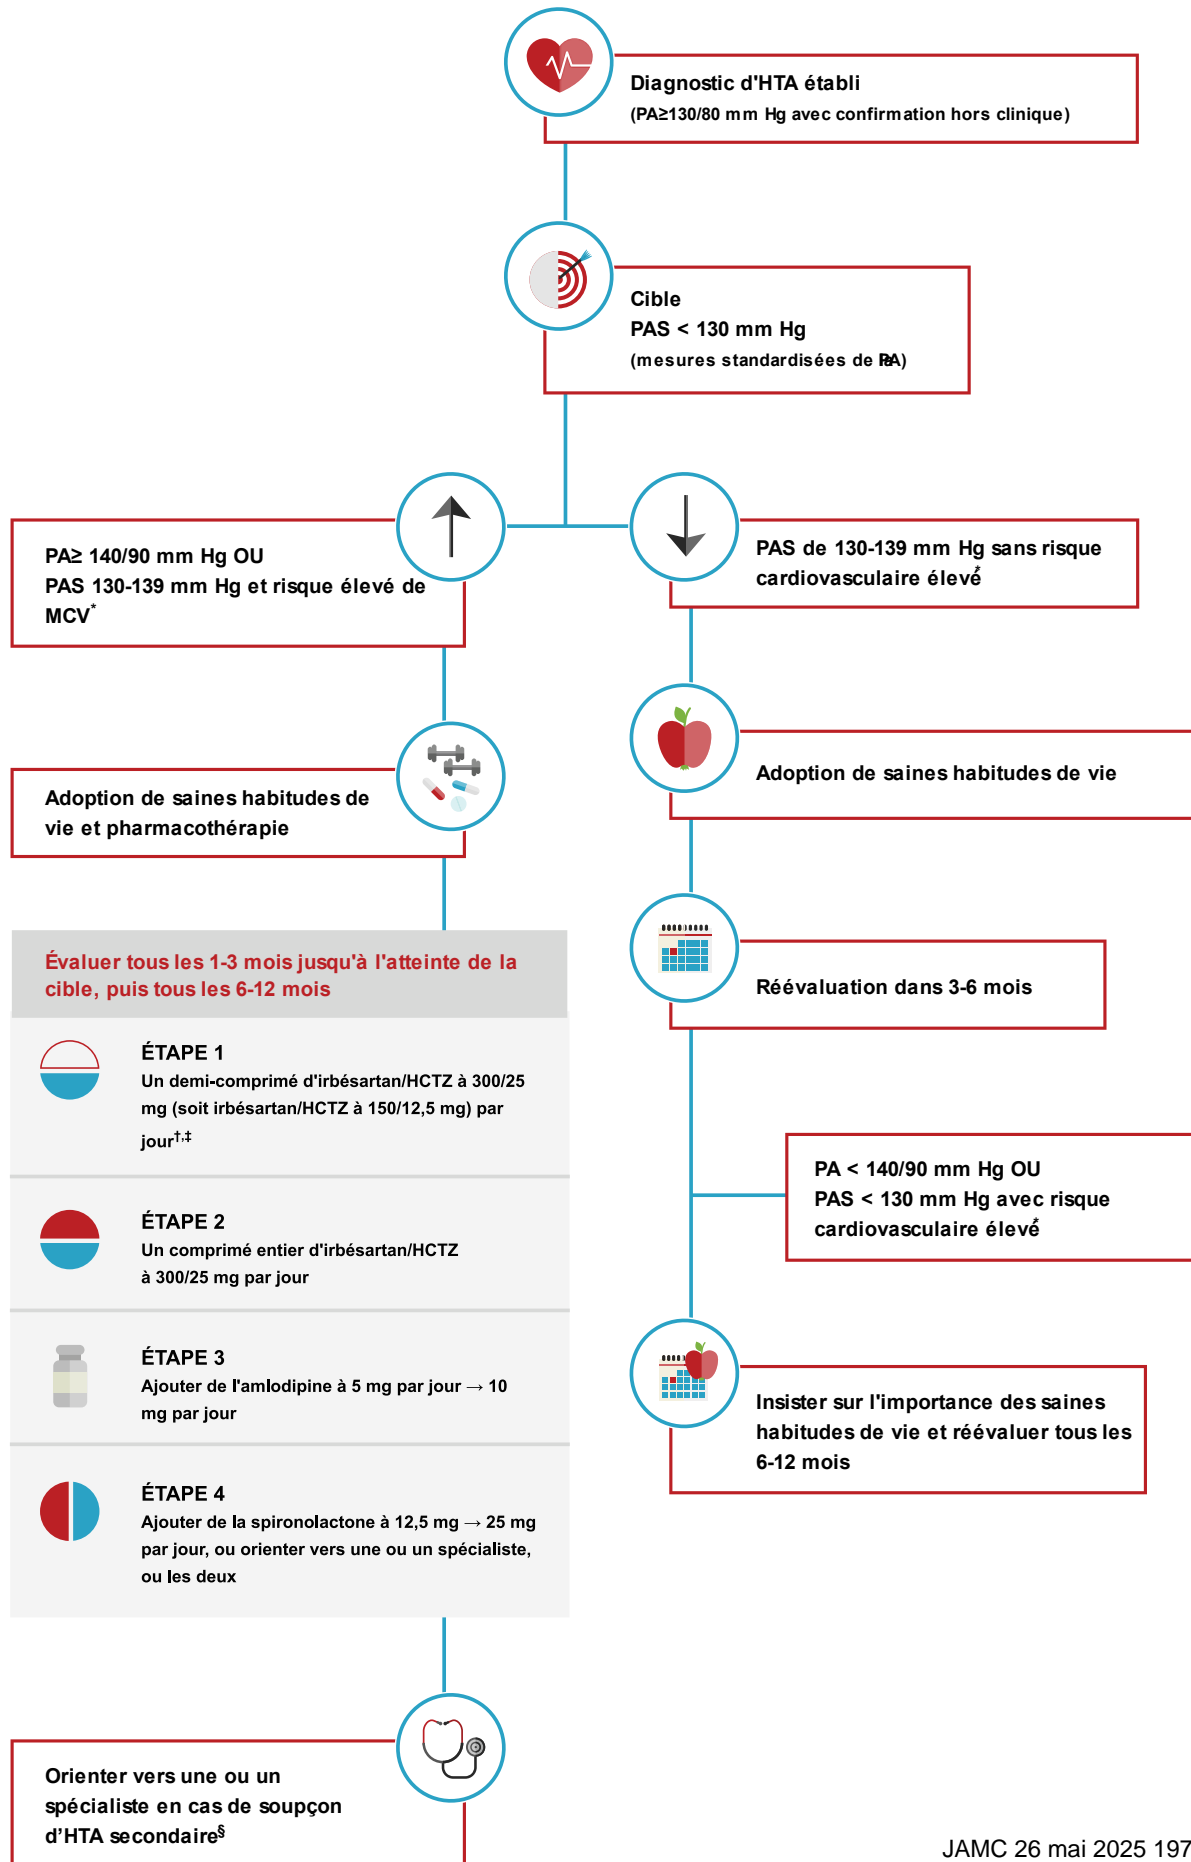 Diagnostic d'HTA établi
(PA≥130/80 mm Hg avec confirmation hors clinique)
Cible
PAS < 130 mm Hg
(mesures standardisées de la PA)
PA≥ 140/90 mm Hg OU
PAS 130-139 mm Hg et risque élevé de
MCV*
PAS de 130-139 mm Hg sans risque
cardiovasculaire élevé*
Adoption de saines habitudes de
vie et pharmacothérapie
Adoption de saines habitudes de vie
Évaluer tous les 1-3 mois jusqu'à l'atteinte de la
cible, puis tous les 6-12 mois
Réévaluation dans 3-6 mois
ÉTAPE 1
Un demi-comprimé d'irbésartan/HCTZ à 300/25
mg (soit irbésartan/HCTZ à 150/12,5 mg) par
jour†,‡
ÉTAPE 2
Un comprimé entier d'irbésartan/HCTZ
à 300/25 mg par jour
ÉTAPE 3
Ajouter de l'amlodipine à 5 mg par jour → 10
mg par jour
ÉTAPE 4
Ajouter de la spironolactone à 12,5 mg → 25 mg
par jour, ou orienter vers une ou un spécialiste,
ou les deux
PA < 140/90 mm Hg OU
PAS < 130 mm Hg avec risque
cardiovasculaire élevé*
Insister sur l'importance des saines
habitudes de vie et réévaluer tous les
6-12 mois
Orienter vers une ou un
spécialiste en cas de soupçon
d'HTA secondaire§
JAMC 26 mai 2025 197